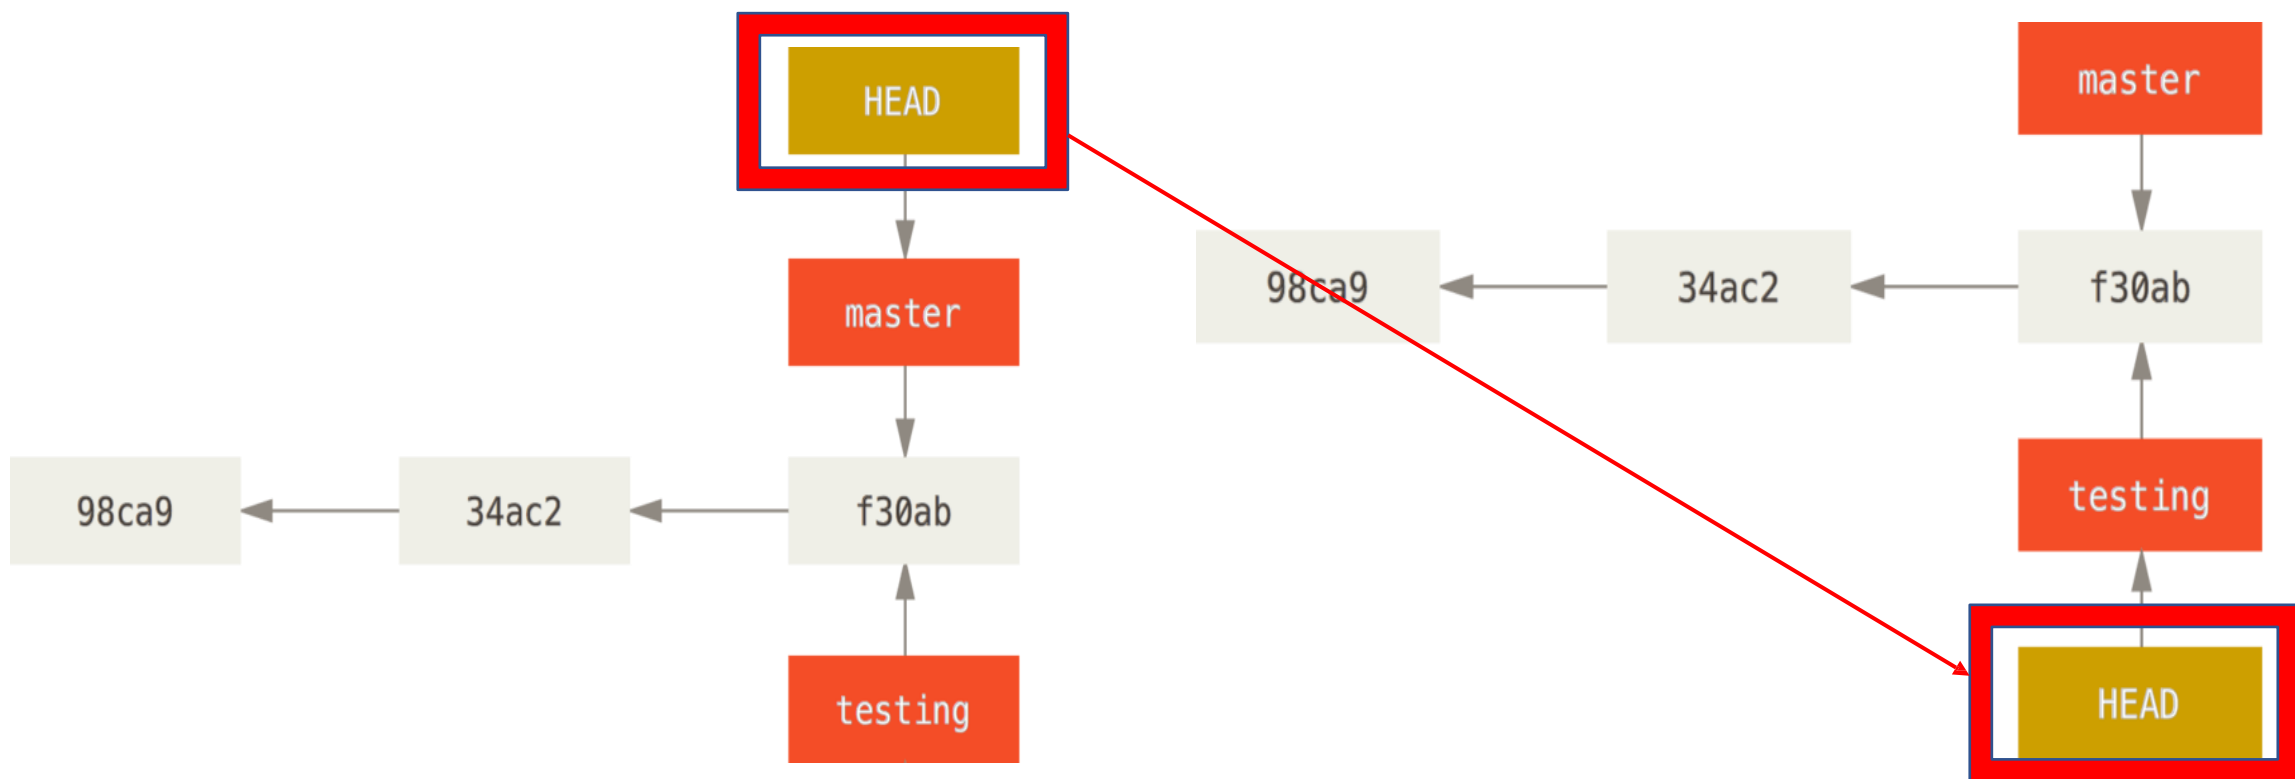 HEAD
master
98ca9
34ac2
f30ab
testing
master
98ca9
34ac2
f30ab
testing
HEAD